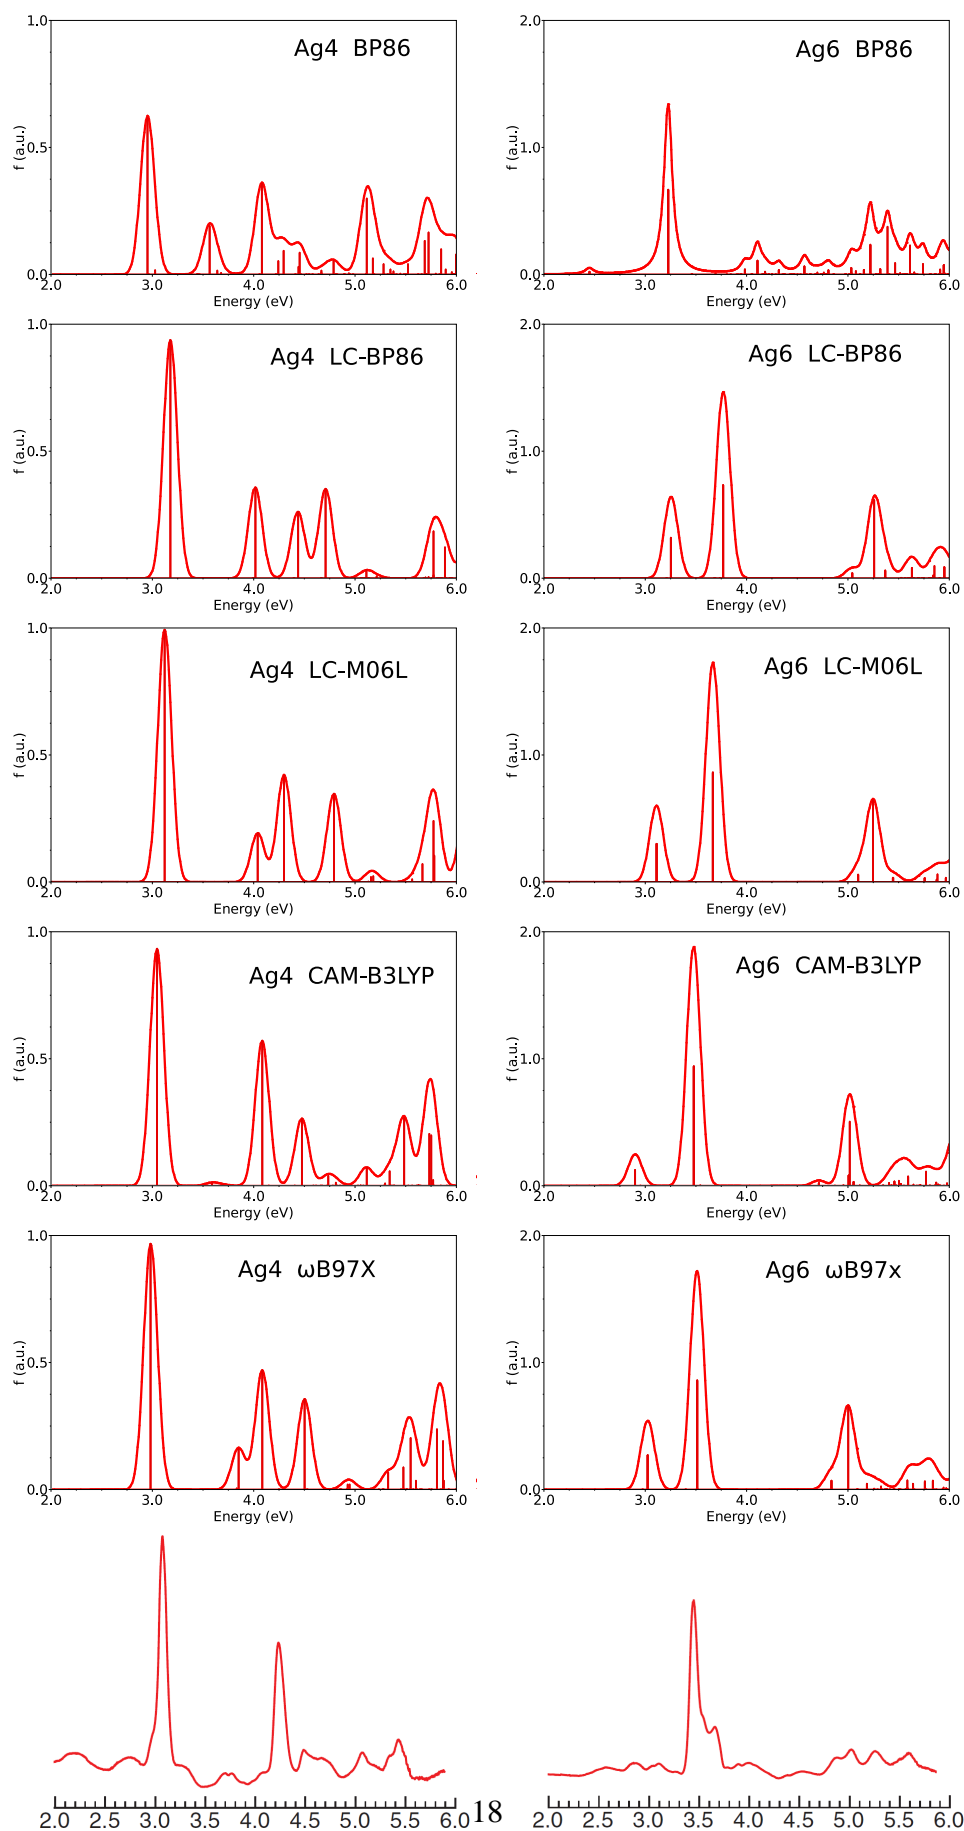 Ag4 BP86
f (a.u.)
1.0
0.5
0.0
2.0 3.0 4.0 5.0 6.0
Energy (eV)
Ag6 BP86
f (a.u.)
2.0
1.0
0.0
2.0 3.0 4.0 5.0 6.0
Energy (eV)
Ag4 LC-BP86
f (a.u.)
1.0
0.5
0.0
2.0 3.0 4.0 5.0 6.0
Energy (eV)
Ag6 LC-BP86
f (a.u.)
2.0
1.0
0.0
2.0 3.0 4.0 5.0 6.0
Energy (eV)
Ag4 LC-M06L
f (a.u.)
1.0
0.5
0.0
2.0 3.0 4.0 5.0 6.0
Energy (eV)
Ag6 LC-M06L
f (a.u.)
2.0
1.0
0.0
2.0 3.0 4.0 5.0 6.0
Energy (eV)
Ag4 CAM-B3LYP
f (a.u.)
1.0
0.5
0.0
2.0 3.0 4.0 5.0 6.0
Energy (eV)
Ag6 CAM-B3LYP
f (a.u.)
2.0
1.0
0.0
2.0 3.0 4.0 5.0 6.0
Energy (eV)
Ag4 ωB97X
f (a.u.)
1.0
0.5
0.0
2.0 3.0 4.0 5.0 6.0
Energy (eV)
Ag6 ωB97x
f (a.u.)
2.0
1.0
0.0
2.0 3.0 4.0 5.0 6.0
Energy (eV)
2.0 2.5 3.0 3.5 4.0 4.5 5.0 5.5 6.0
18
2.0 2.5 3.0 3.5 4.0 4.5 5.0 5.5 6.0